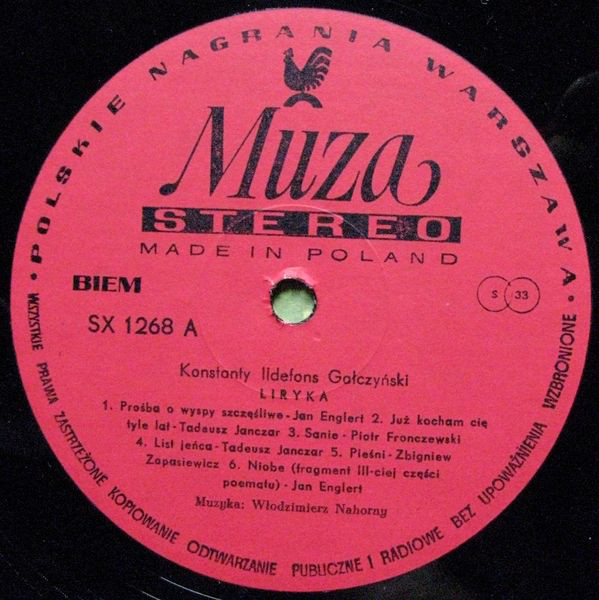 • POLSKIE NAGRANIA WARSZAWA •
Muza
STEREO
MADE IN POLAND
BIEM
SX 1268 A
S 33
Konstanty Ildefons Gałczyński
LIRYKA
1. Prośba o wyspy szczęśliwe - Jan Englert 2. Już kocham cię
tyle lat - Tadeusz Janczar 3. Sanie - Piotr Fronczewski
4. List jeńca - Tadeusz Janczar 5. Pieśni - Zbigniew
Zapasiewicz 6. Niobe (fragment III-ciej części
poematu) - Jan Englert
Muzyka: Włodzimierz Nahorny
WSZYSTKIE PRAWA ZASTRZEŻONE KOPIOWANIE ODTWARZANIE PUBLICZNE I RADIOWE BEZ UPOWAŻNIENIA WZBRONIONE